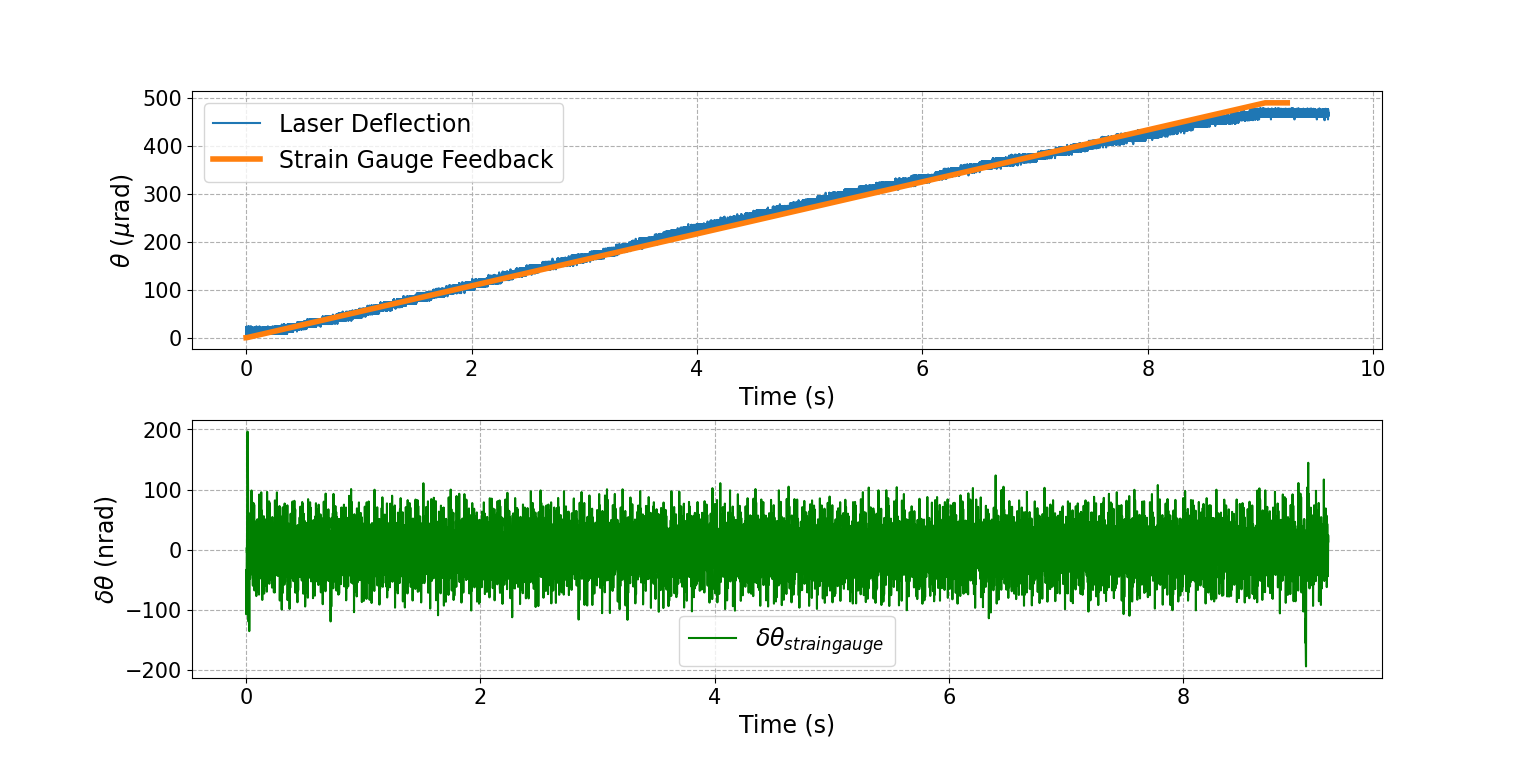 500
400
300
200
100
0
θ (μrad)
Laser Deflection
Strain Gauge Feedback
0 2 4 6 8 10
Time (s)
200
100
0
−100
−200
δθ (nrad)
δθstraingauge
0 2 4 6 8
Time (s)